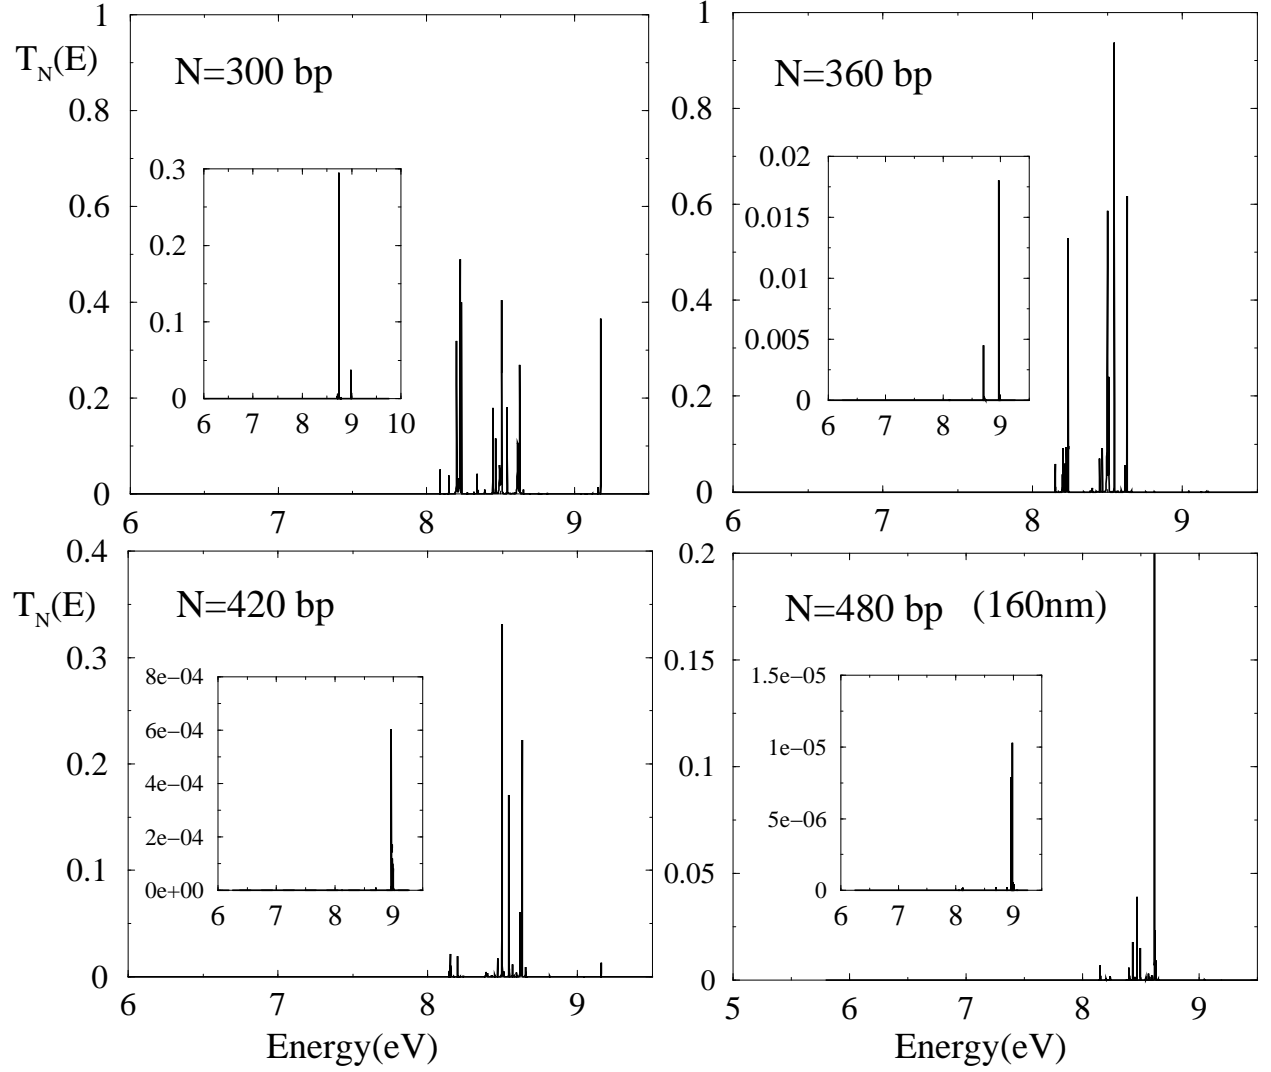 1
T_N(E)
N=300 bp
0.8
0.6
0.4
0.2
0
6 7 8 9
0.3
0.2
0.1
0
6 7 8 9 10
1
N=360 bp
0.8
0.6
0.4
0.2
0
6 7 8 9
0.02
0.015
0.01
0.005
0
6 7 8 9
0.4
T_N(E)
N=420 bp
0.3
0.2
0.1
0
6 7 8 9
Energy(eV)
8e−04
6e−04
4e−04
2e−04
0e+00
6 7 8 9
0.2
N=480 bp (160nm)
0.15
0.1
0.05
0
5 6 7 8 9
Energy(eV)
1.5e−05
1e−05
5e−06
0
6 7 8 9